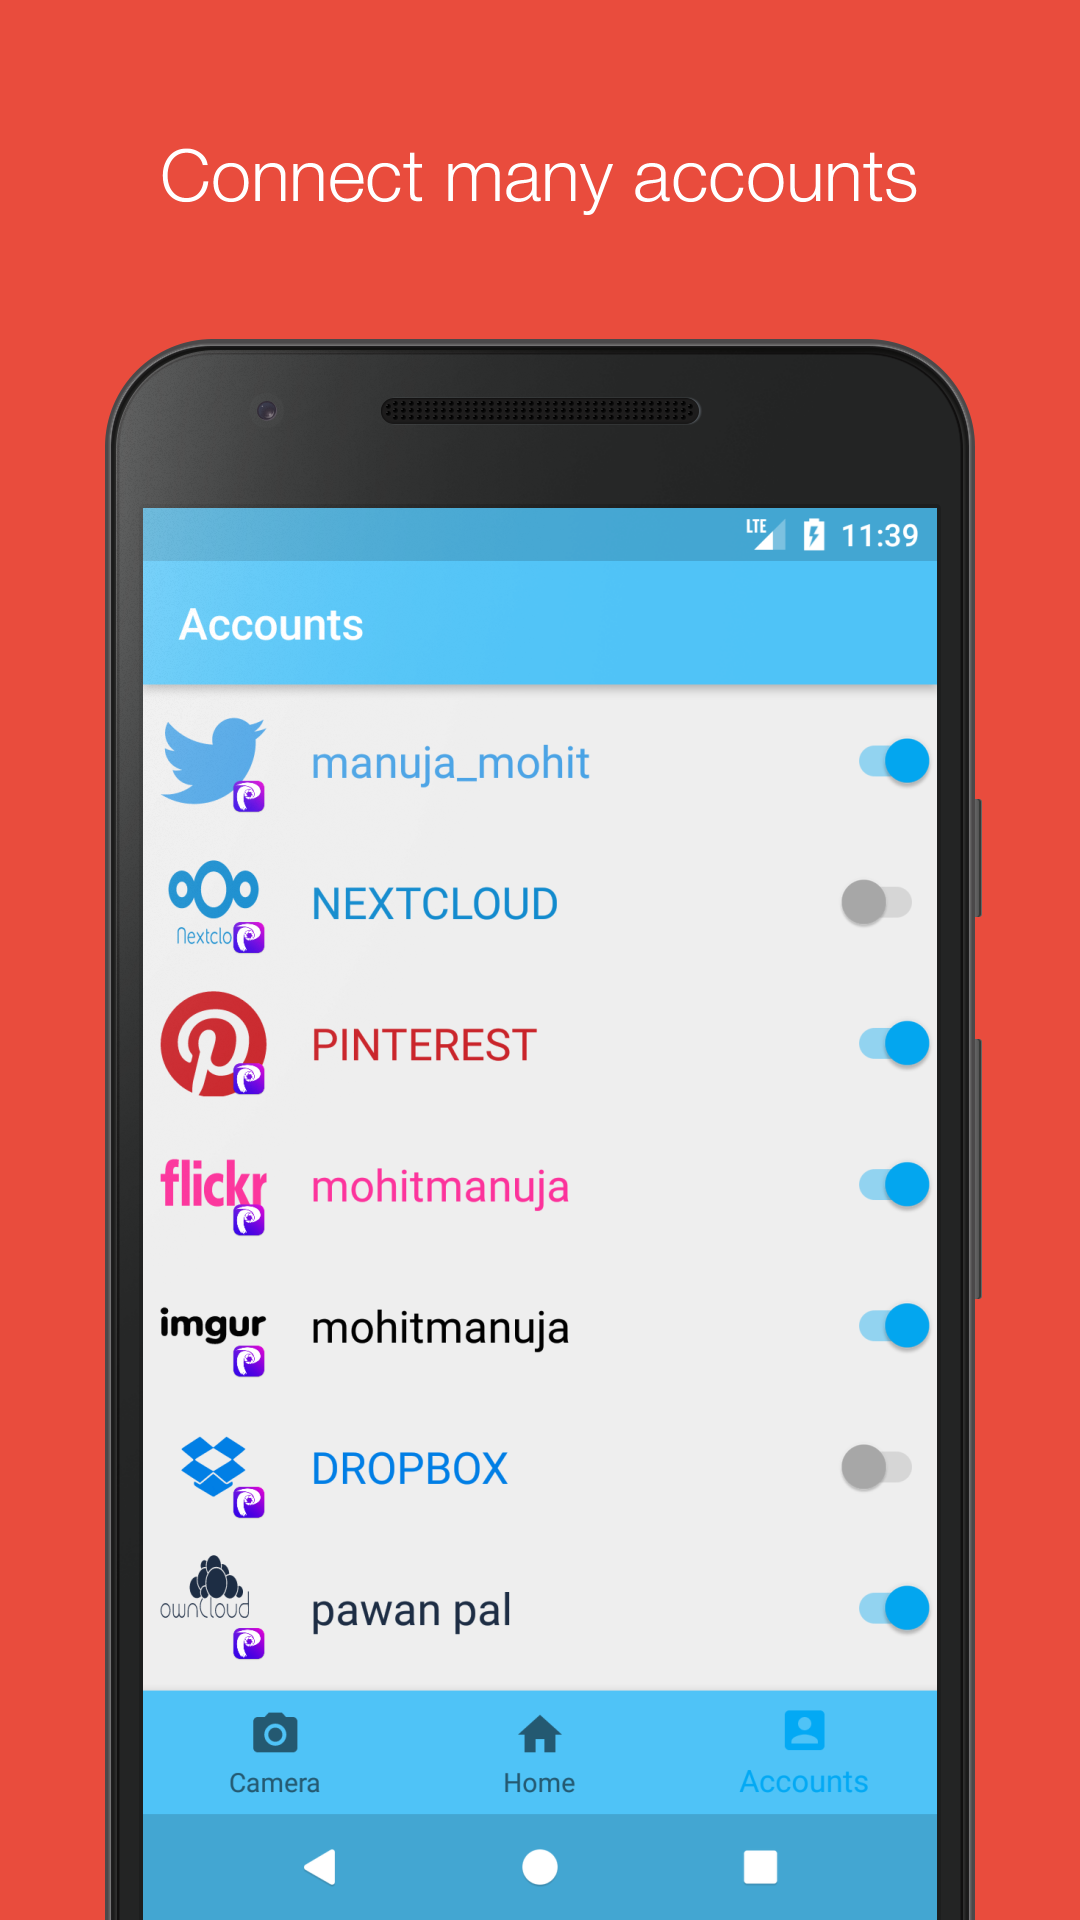 Connect many accounts
LTE 11:39
Accounts
manuja_mohit
Nextclo
NEXTCLOUD
PINTEREST
flickr
mohitmanuja
imgur
mohitmanuja
DROPBOX
ownCloud
pawan pal
Camera
Home
Accounts